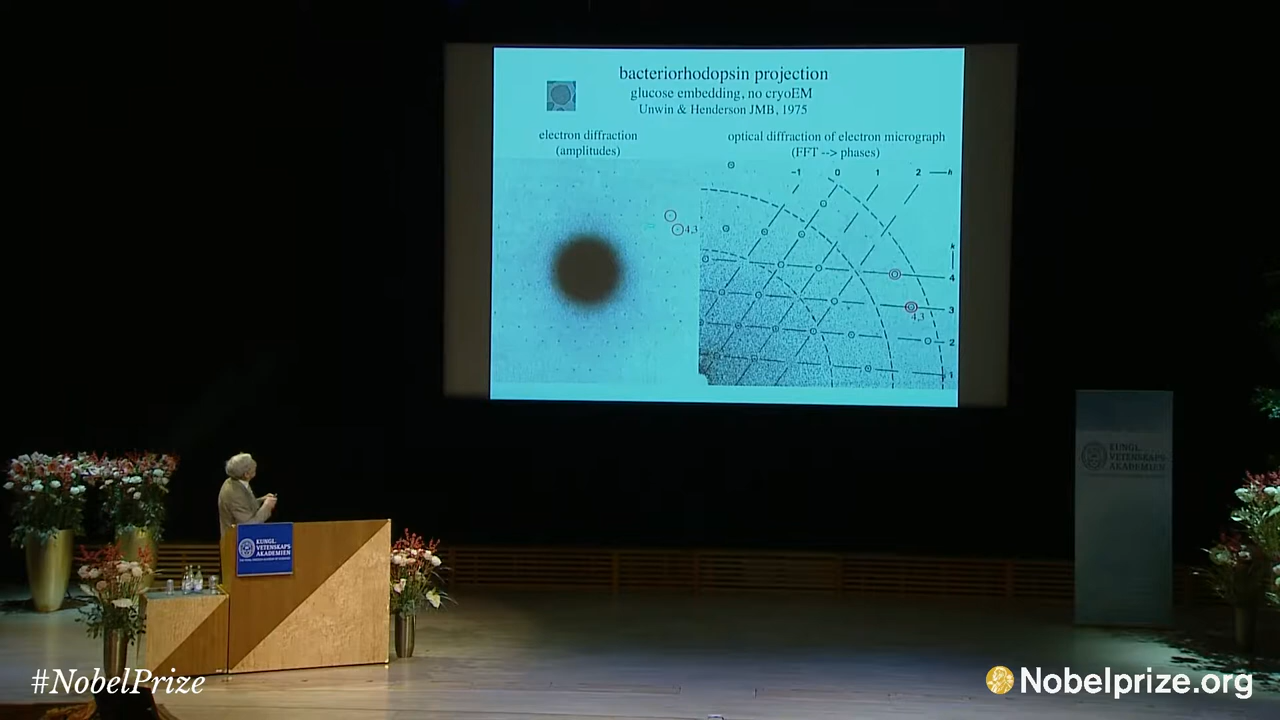 bacteriorhodopsin projection
glucose embedding, no cryoEM
Unwin & Henderson JMB, 1975
electron diffraction
(amplitudes)
optical diffraction of electron micrograph
(FFT --> phases)
-1 0 1 2 h
k
4,3
4
3
4,3
2
1
KUNGL.
VETENSKAPS-
AKADEMIEN
KUNGL.
VETENSKAPS-
AKADEMIEN
#NobelPrize
Nobelprize.org